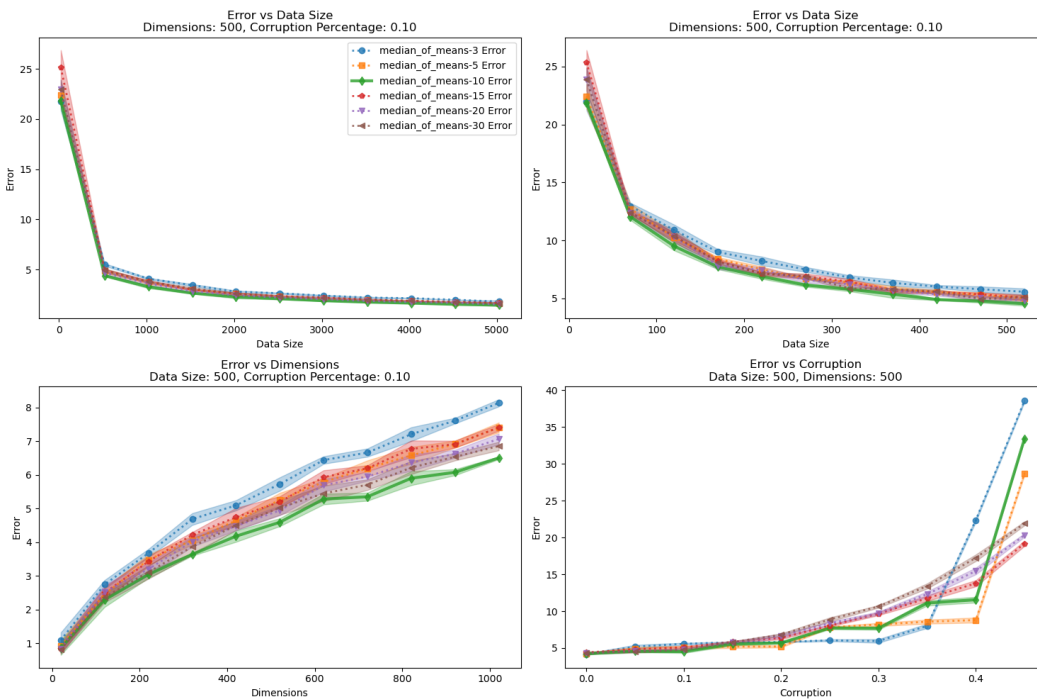 Error vs Data Size
Dimensions: 500, Corruption Percentage: 0.10
Error
25
20
15
10
5
0
1000
2000
3000
4000
5000
Data Size
median_of_means-3 Error
median_of_means-5 Error
median_of_means-10 Error
median_of_means-15 Error
median_of_means-20 Error
median_of_means-30 Error
Error vs Data Size
Dimensions: 500, Corruption Percentage: 0.10
Error
25
20
15
10
5
0
100
200
300
400
500
Data Size
Error vs Dimensions
Data Size: 500, Corruption Percentage: 0.10
Error
8
7
6
5
4
3
2
1
0
200
400
600
800
1000
Dimensions
Error vs Corruption
Data Size: 500, Dimensions: 500
Error
40
35
30
25
20
15
10
5
0.0
0.1
0.2
0.3
0.4
Corruption